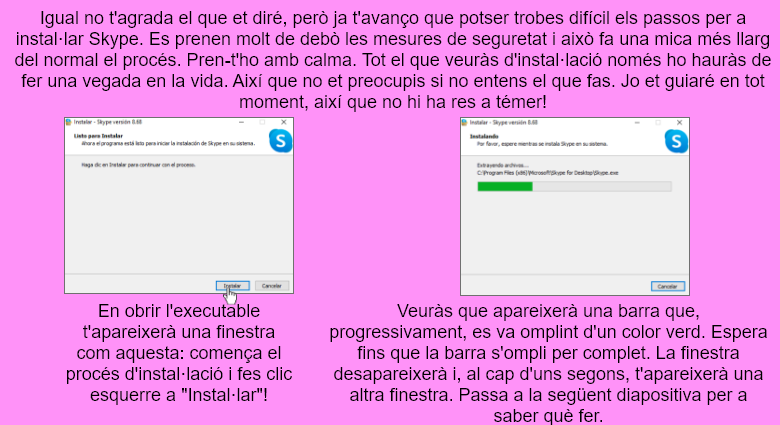 Igual no t'agrada el que et diré, però ja t'avanço que potser trobes difícil els passos per a
instal·lar Skype. Es prenen molt de debò les mesures de seguretat i això fa una mica més llarg
del normal el procés. Pren-t'ho amb calma. Tot el que veuràs d'instal·lació només ho hauràs de
fer una vegada en la vida. Així que no et preocupis si no entens el que fas. Jo et guiaré en tot
moment, així que no hi ha res a témer!
Instalar - Skype versión 8.68
Listo para Instalar
Ahora el programa está listo para iniciar la instalación de Skype en su sistema.
S
Haga clic en Instalar para continuar con el proceso.
Instalar
Cancelar
En obrir l'executable
t'apareixerà una finestra
com aquesta: comença el
procés d'instal·lació i fes clic
esquerre a "Instal·lar"!
Instalar - Skype versión 8.68
Instalando
Por favor, espere mientras se instala Skype en su sistema.
S
Extrayendo archivos...
C:\Program Files (x86)\Microsoft\Skype for Desktop\Skype.exe
Cancelar
Veuràs que apareixerà una barra que,
progressivament, es va omplint d'un color verd. Espera
fins que la barra s'ompli per complet. La finestra
desapareixerà i, al cap d'uns segons, t'apareixerà una
altra finestra. Passa a la següent diapositiva per a
saber què fer.